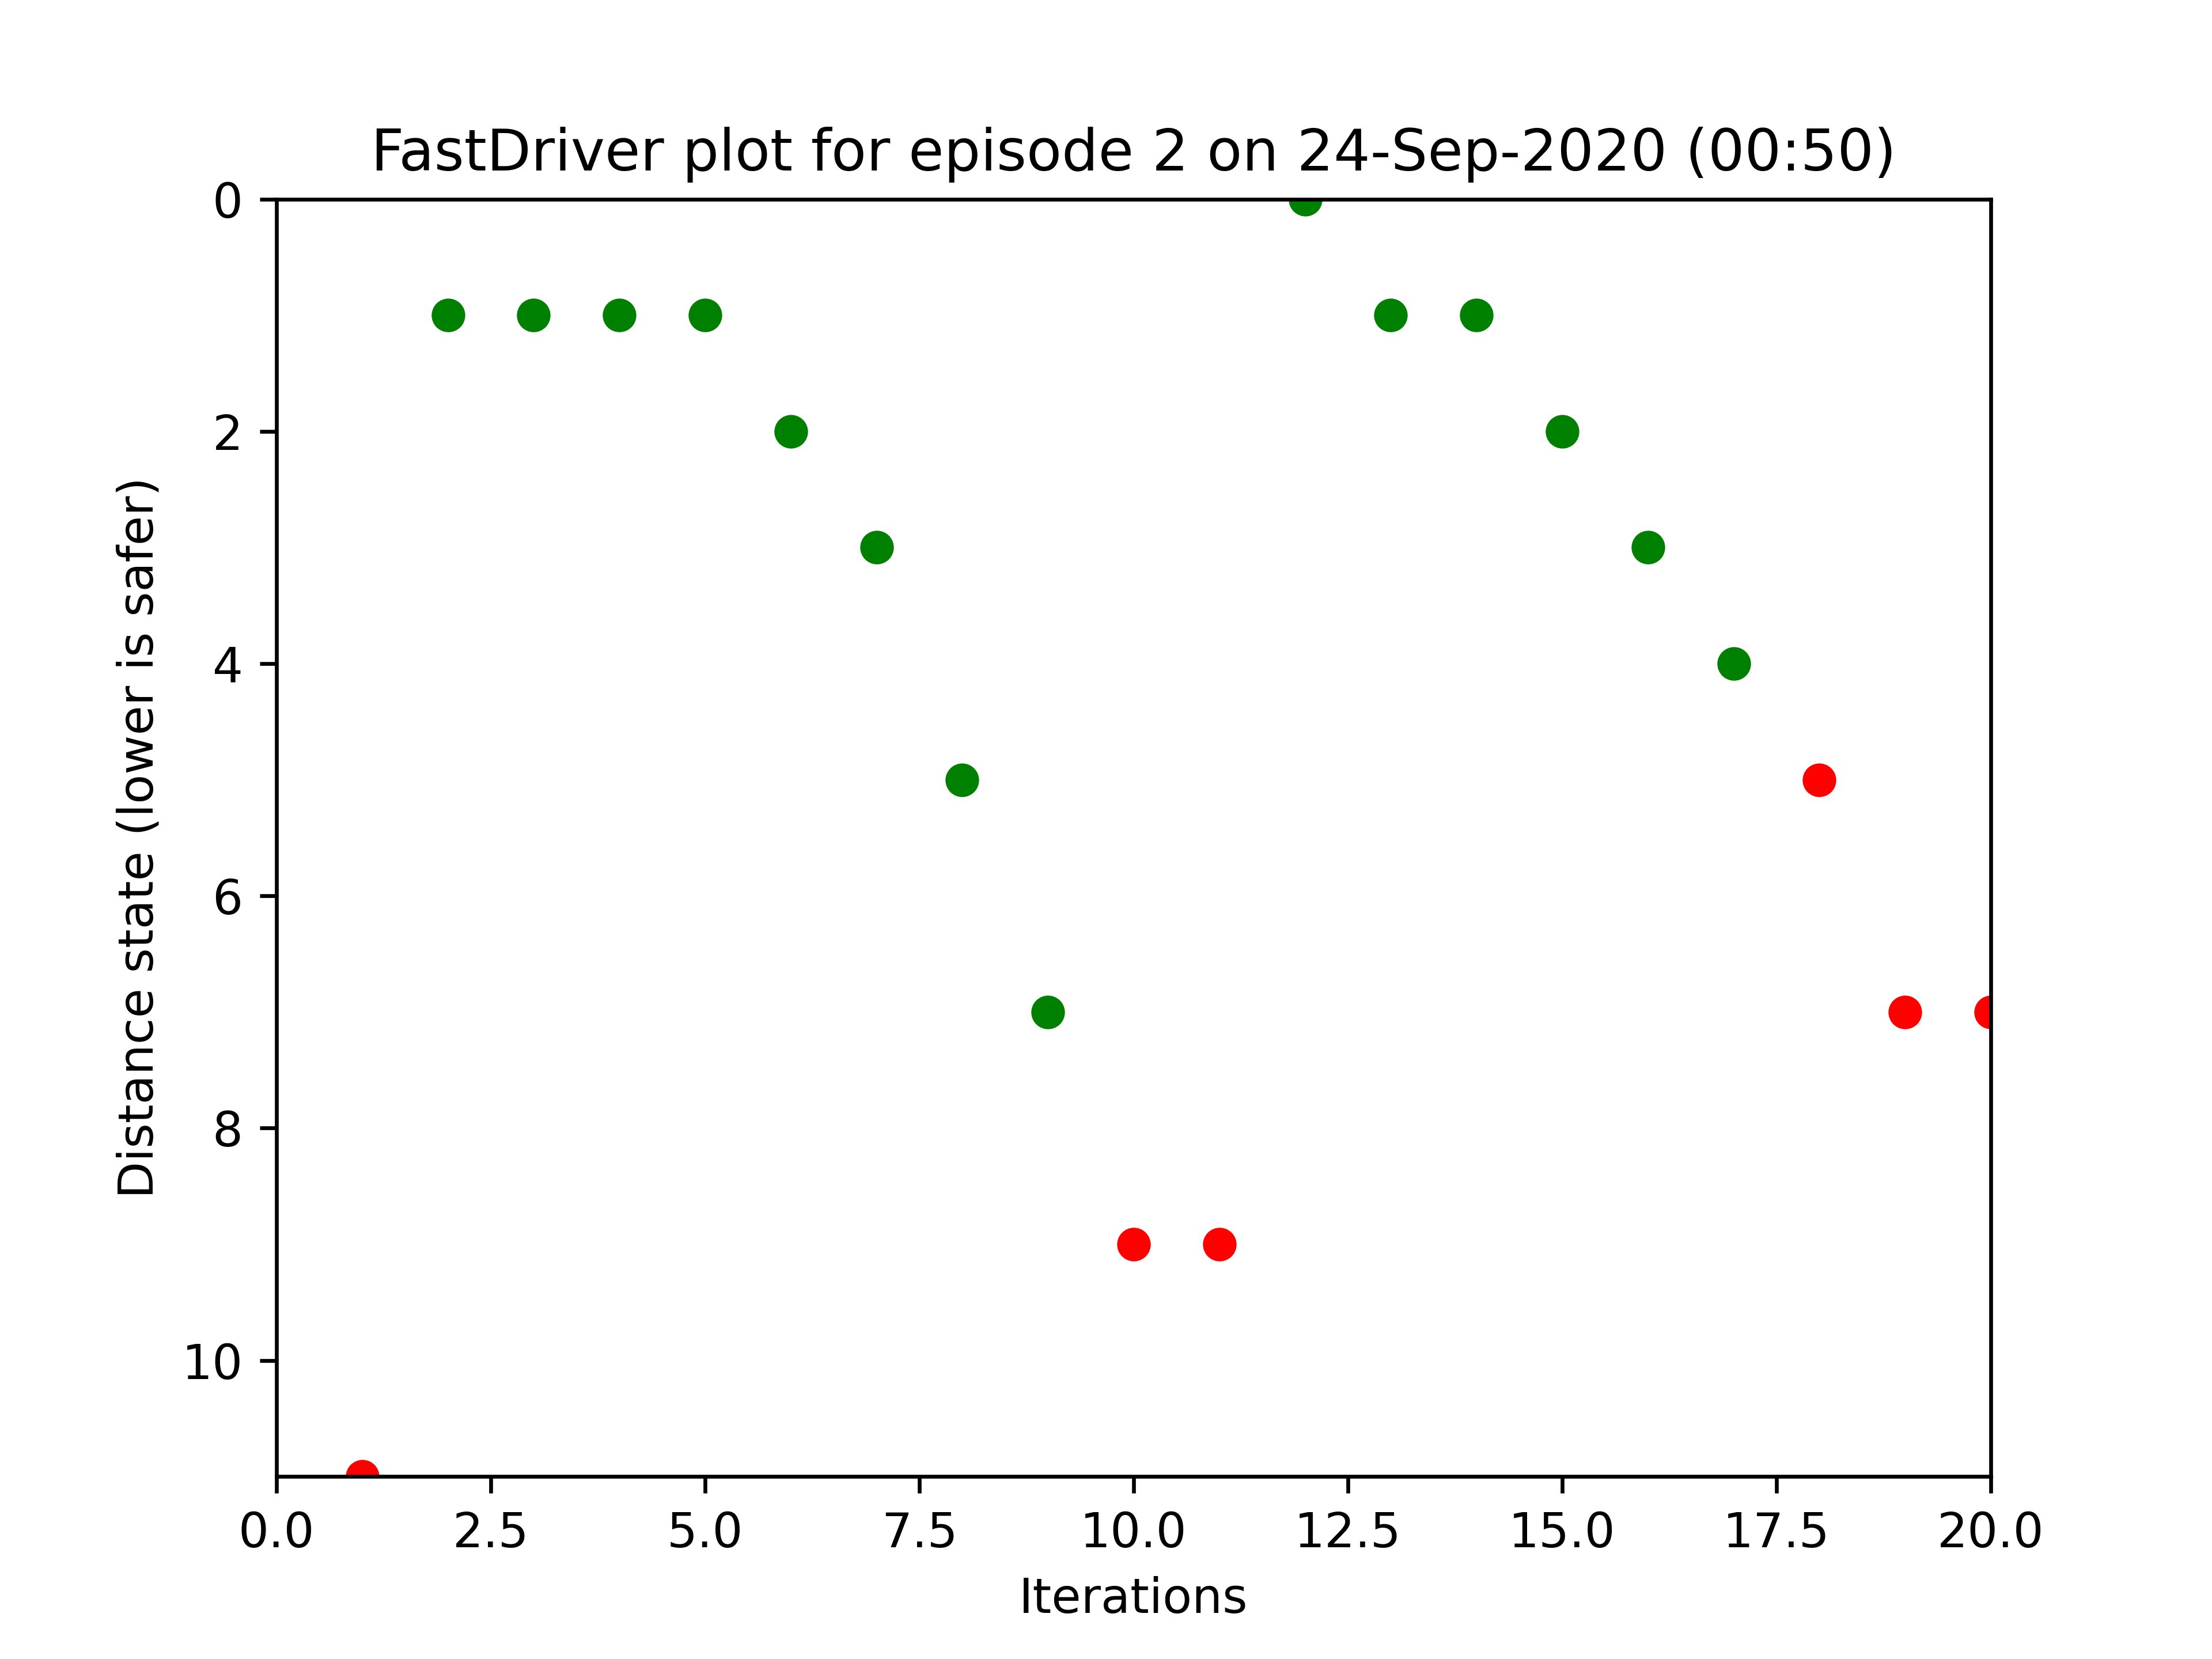 FastDriver plot for episode 2 on 24-Sep-2020 (00:50)
Distance state (lower is safer)
0
2
4
6
8
10
0.0 2.5 5.0 7.5 10.0 12.5 15.0 17.5 20.0
Iterations